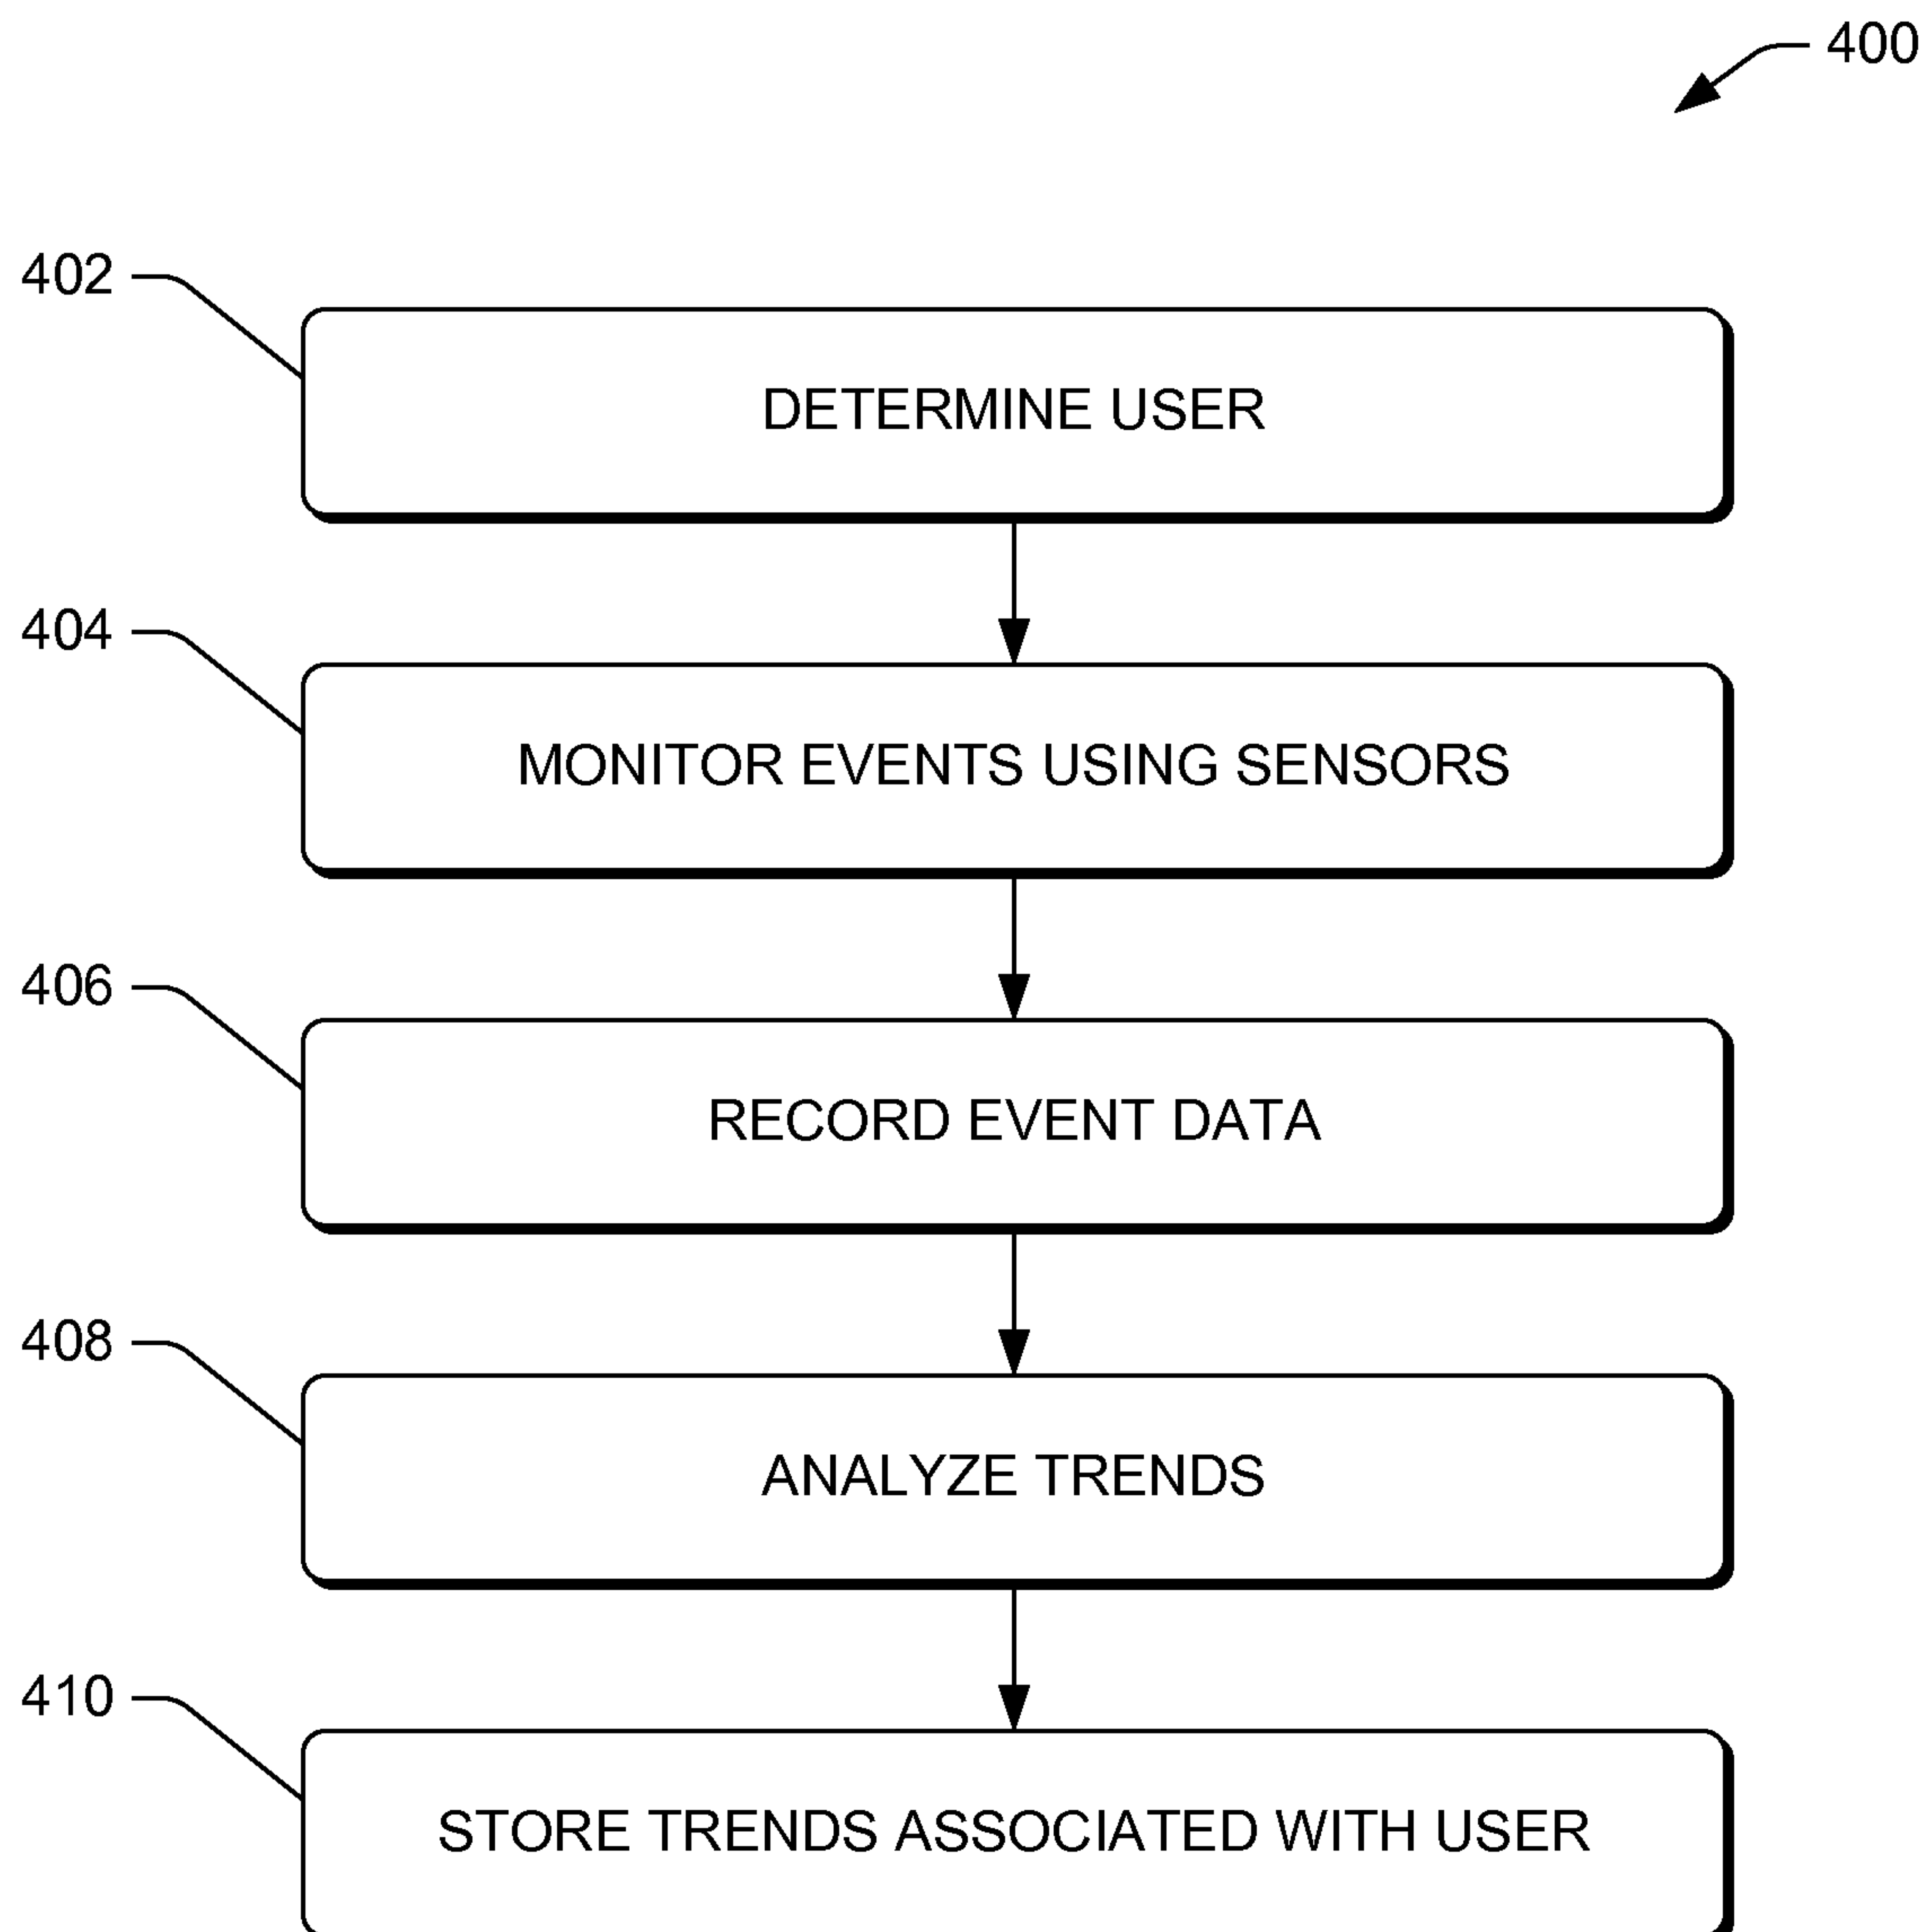 400
402
DETERMINE USER
404
MONITOR EVENTS USING SENSORS
406
RECORD EVENT DATA
408
ANALYZE TRENDS
410
STORE TRENDS ASSOCIATED WITH USER